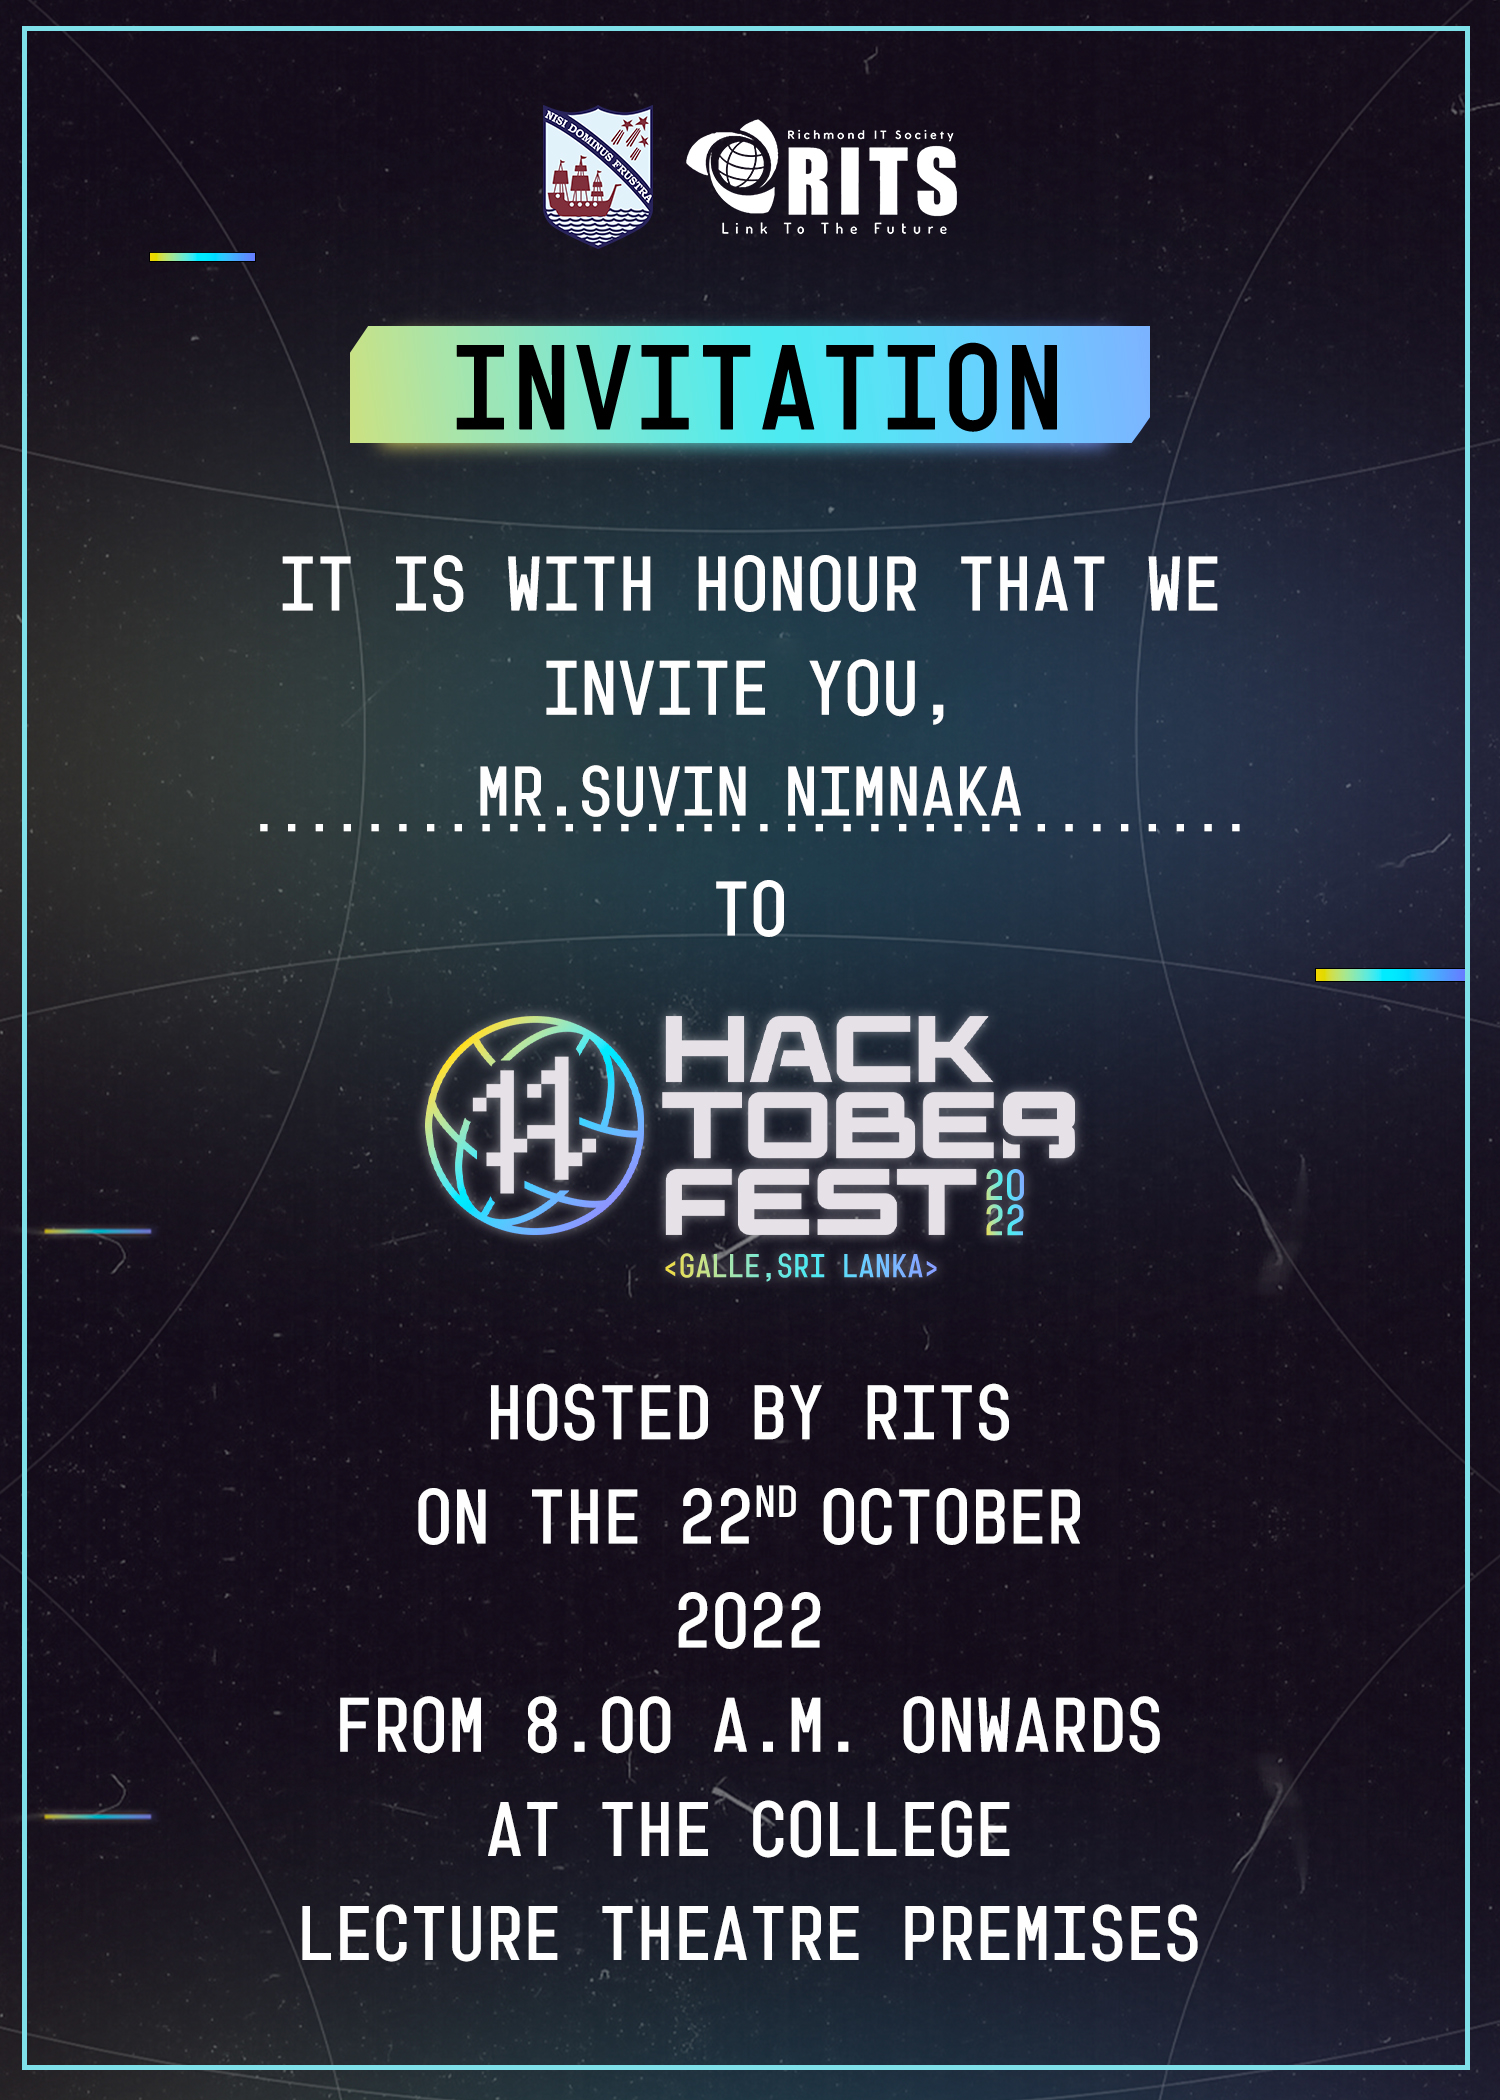 NISI DOMINUS FRUSTRA
Richmond IT Society
RITS
Link To The Future
INVITATION
IT IS WITH HONOUR THAT WE
INVITE YOU,
MR.SUVIN NIMNAKA
....................................
TO
HACK
TOBER
FEST 20
22
<GALLE,SRI LANKA>
HOSTED BY RITS
ON THE 22ND OCTOBER
2022
FROM 8.00 A.M. ONWARDS
AT THE COLLEGE
LECTURE THEATRE PREMISES